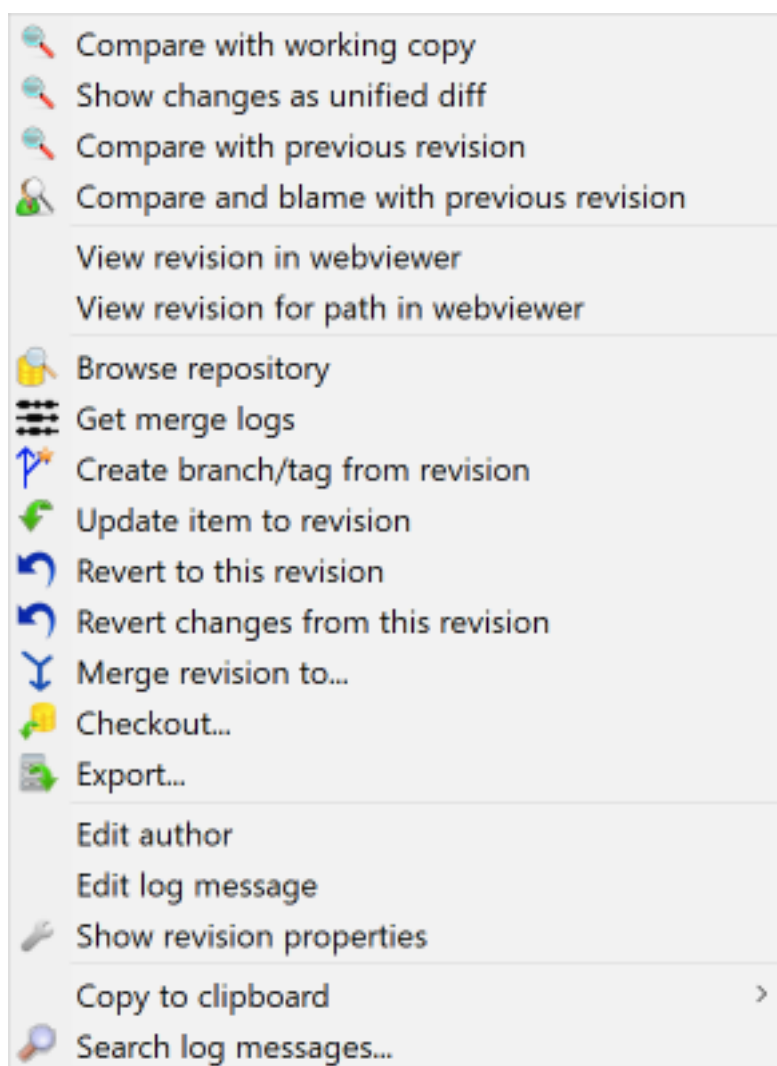 Compare with working copy
Show changes as unified diff
Compare with previous revision
Compare and blame with previous revision
View revision in webviewer
View revision for path in webviewer
Browse repository
Get merge logs
Create branch/tag from revision
Update item to revision
Revert to this revision
Revert changes from this revision
Merge revision to...
Checkout...
Export...
Edit author
Edit log message
Show revision properties
Copy to clipboard
Search log messages...